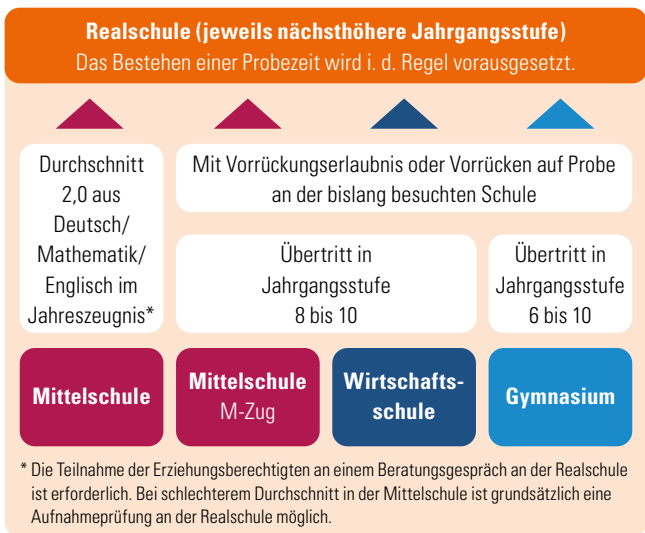 Realschule (jeweils nächsthöhere Jahrgangsstufe)
Das Bestehen einer Probezeit wird i. d. Regel vorausgesetzt.
Durchschnitt
2,0 aus
Deutsch/
Mathematik/
Englisch im
Jahreszeugnis*
Mit Vorrückungserlaubnis oder Vorrücken auf Probe
an der bislang besuchten Schule
Übertritt in
Jahrgangsstufe
8 bis 10
Übertritt in
Jahrgangsstufe
6 bis 10
Mittelschule
Mittelschule
M-Zug
Wirtschafts-
schule
Gymnasium
* Die Teilnahme der Erziehungsberechtigten an einem Beratungsgespräch an der Realschule
ist erforderlich. Bei schlechterem Durchschnitt in der Mittelschule ist grundsätzlich eine
Aufnahmeprüfung an der Realschule möglich.